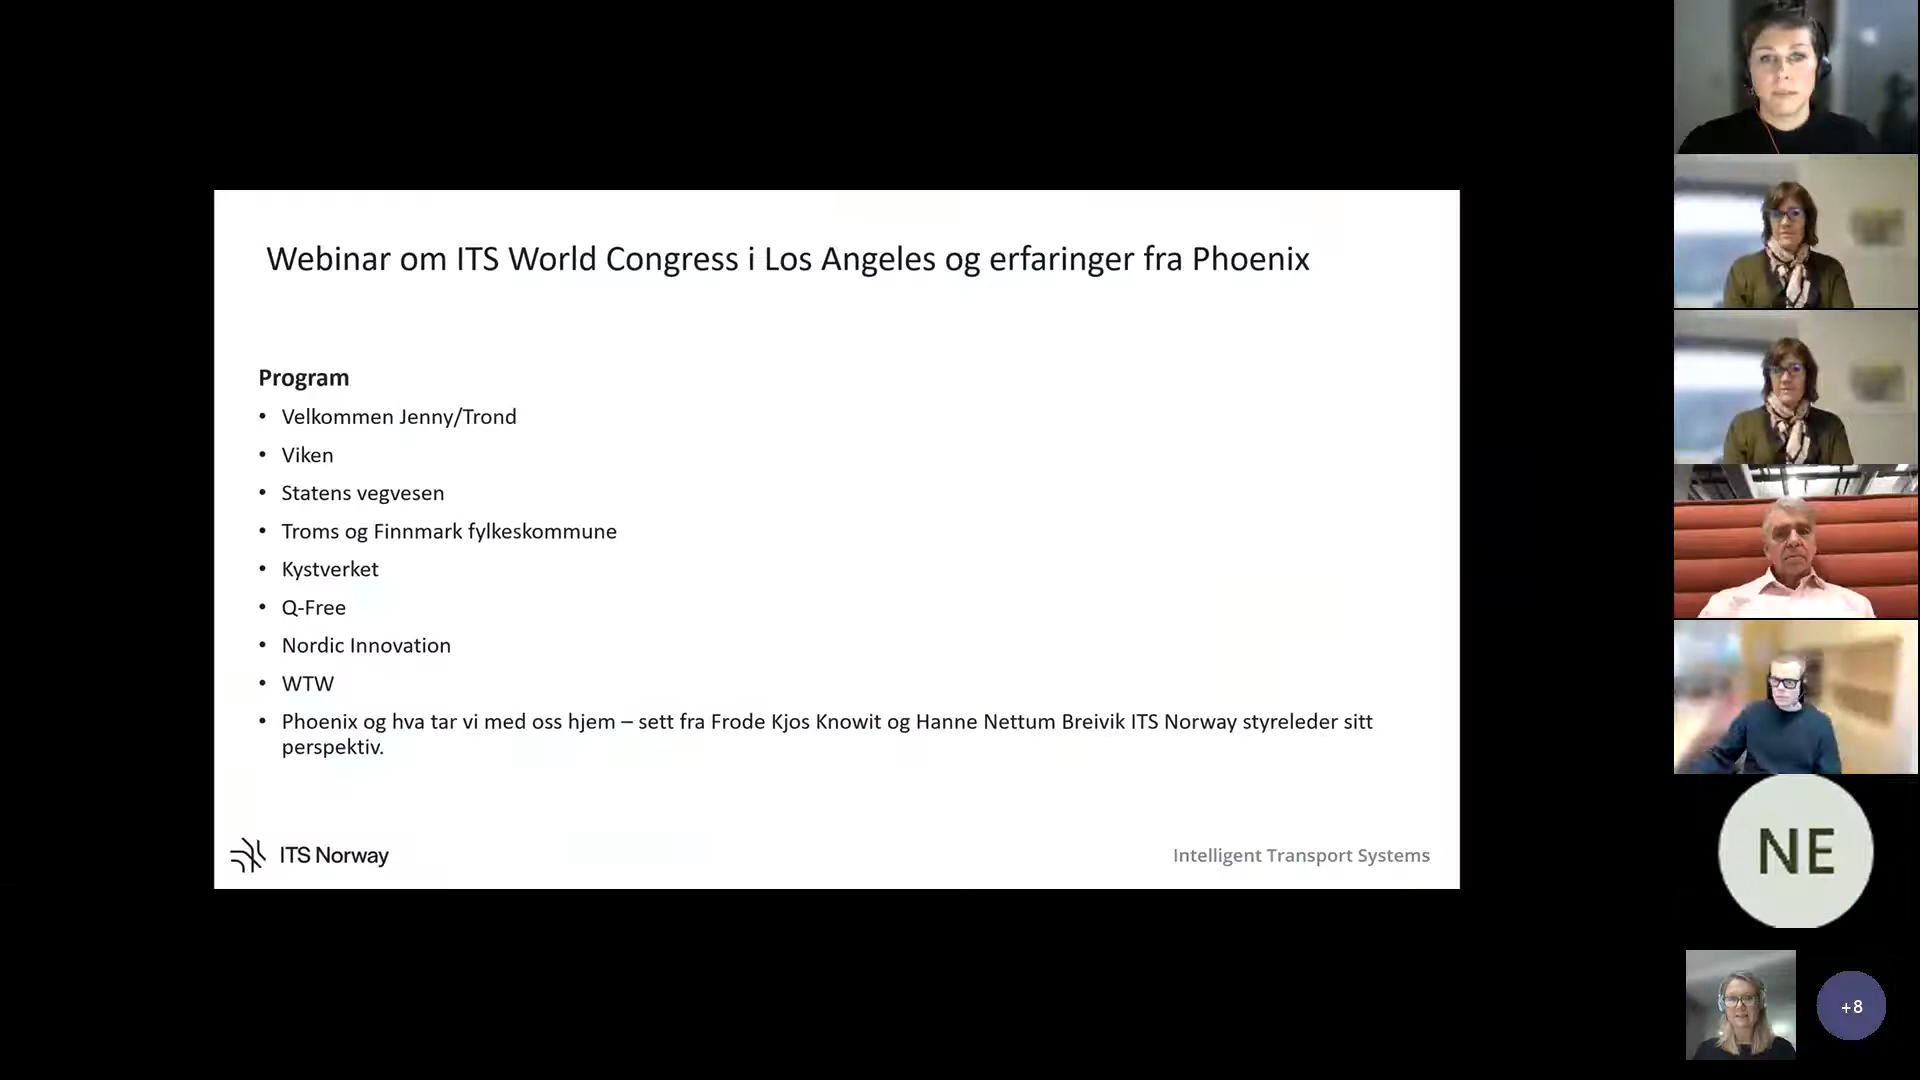 Webinar om ITS World Congress i Los Angeles og erfaringer fra Phoenix
Program
• Velkommen Jenny/Trond
• Viken
• Statens vegvesen
• Troms og Finnmark fylkeskommune
• Kystverket
• Q-Free
• Nordic Innovation
• WTW
• Phoenix og hva tar vi med oss hjem – sett fra Frode Kjos Knowit og Hanne Nettum Breivik ITS Norway styreleder sitt
perspektiv.
ITS Norway
Intelligent Transport Systems
NE
+8